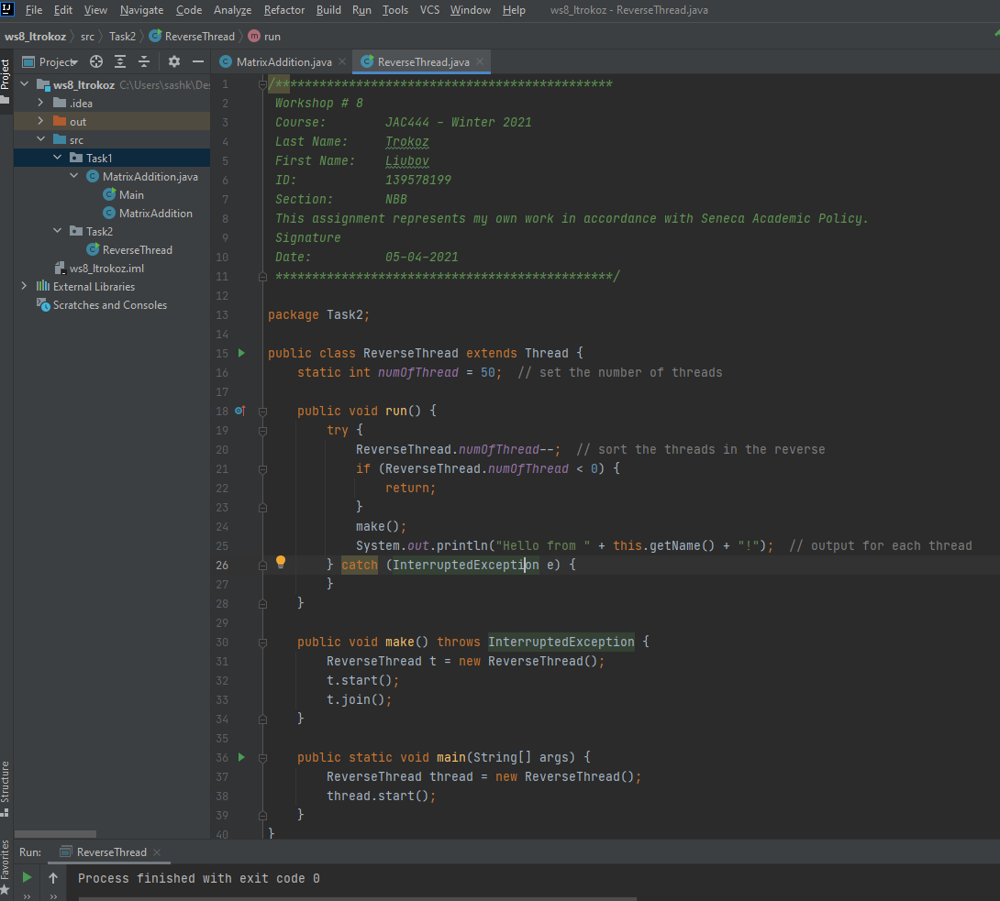 File Edit View Navigate Code Analyze Refactor Build Run Tools VCS Window Help ws8_ltrokoz - ReverseThread.java
ws8_ltrokoz src Task2 ReverseThread run
Project
Project
MatrixAddition.java
ReverseThread.java
ws8_ltrokoz C:\Users\sashk\De
.idea
out
src
Task1
MatrixAddition.java
Main
MatrixAddition
Task2
ReverseThread
ws8_ltrokoz.iml
External Libraries
Scratches and Consoles
1 /**********************************************
2 Workshop # 8
3 Course: JAC444 - Winter 2021
4 Last Name: Trokoz
5 First Name: Liubov
6 ID: 139578199
7 Section: NBB
8 This assignment represents my own work in accordance with Seneca Academic Policy.
9 Signature
10 Date: 05-04-2021
11 **********************************************/
12
13 package Task2;
14
15 public class ReverseThread extends Thread {
16 static int numOfThread = 50; // set the number of threads
17
18 public void run() {
19 try {
20 ReverseThread.numOfThread--; // sort the threads in the reverse
21 if (ReverseThread.numOfThread < 0) {
22 return;
23 }
24 make();
25 System.out.println("Hello from " + this.getName() + "!"); // output for each thread
26 } catch (InterruptedException e) {
27 }
28 }
29
30 public void make() throws InterruptedException {
31 ReverseThread t = new ReverseThread();
32 t.start();
33 t.join();
34 }
35
36 public static void main(String[] args) {
37 ReverseThread thread = new ReverseThread();
38 thread.start();
39 }
40 }
Structure
Favorites
Run: ReverseThread
Process finished with exit code 0